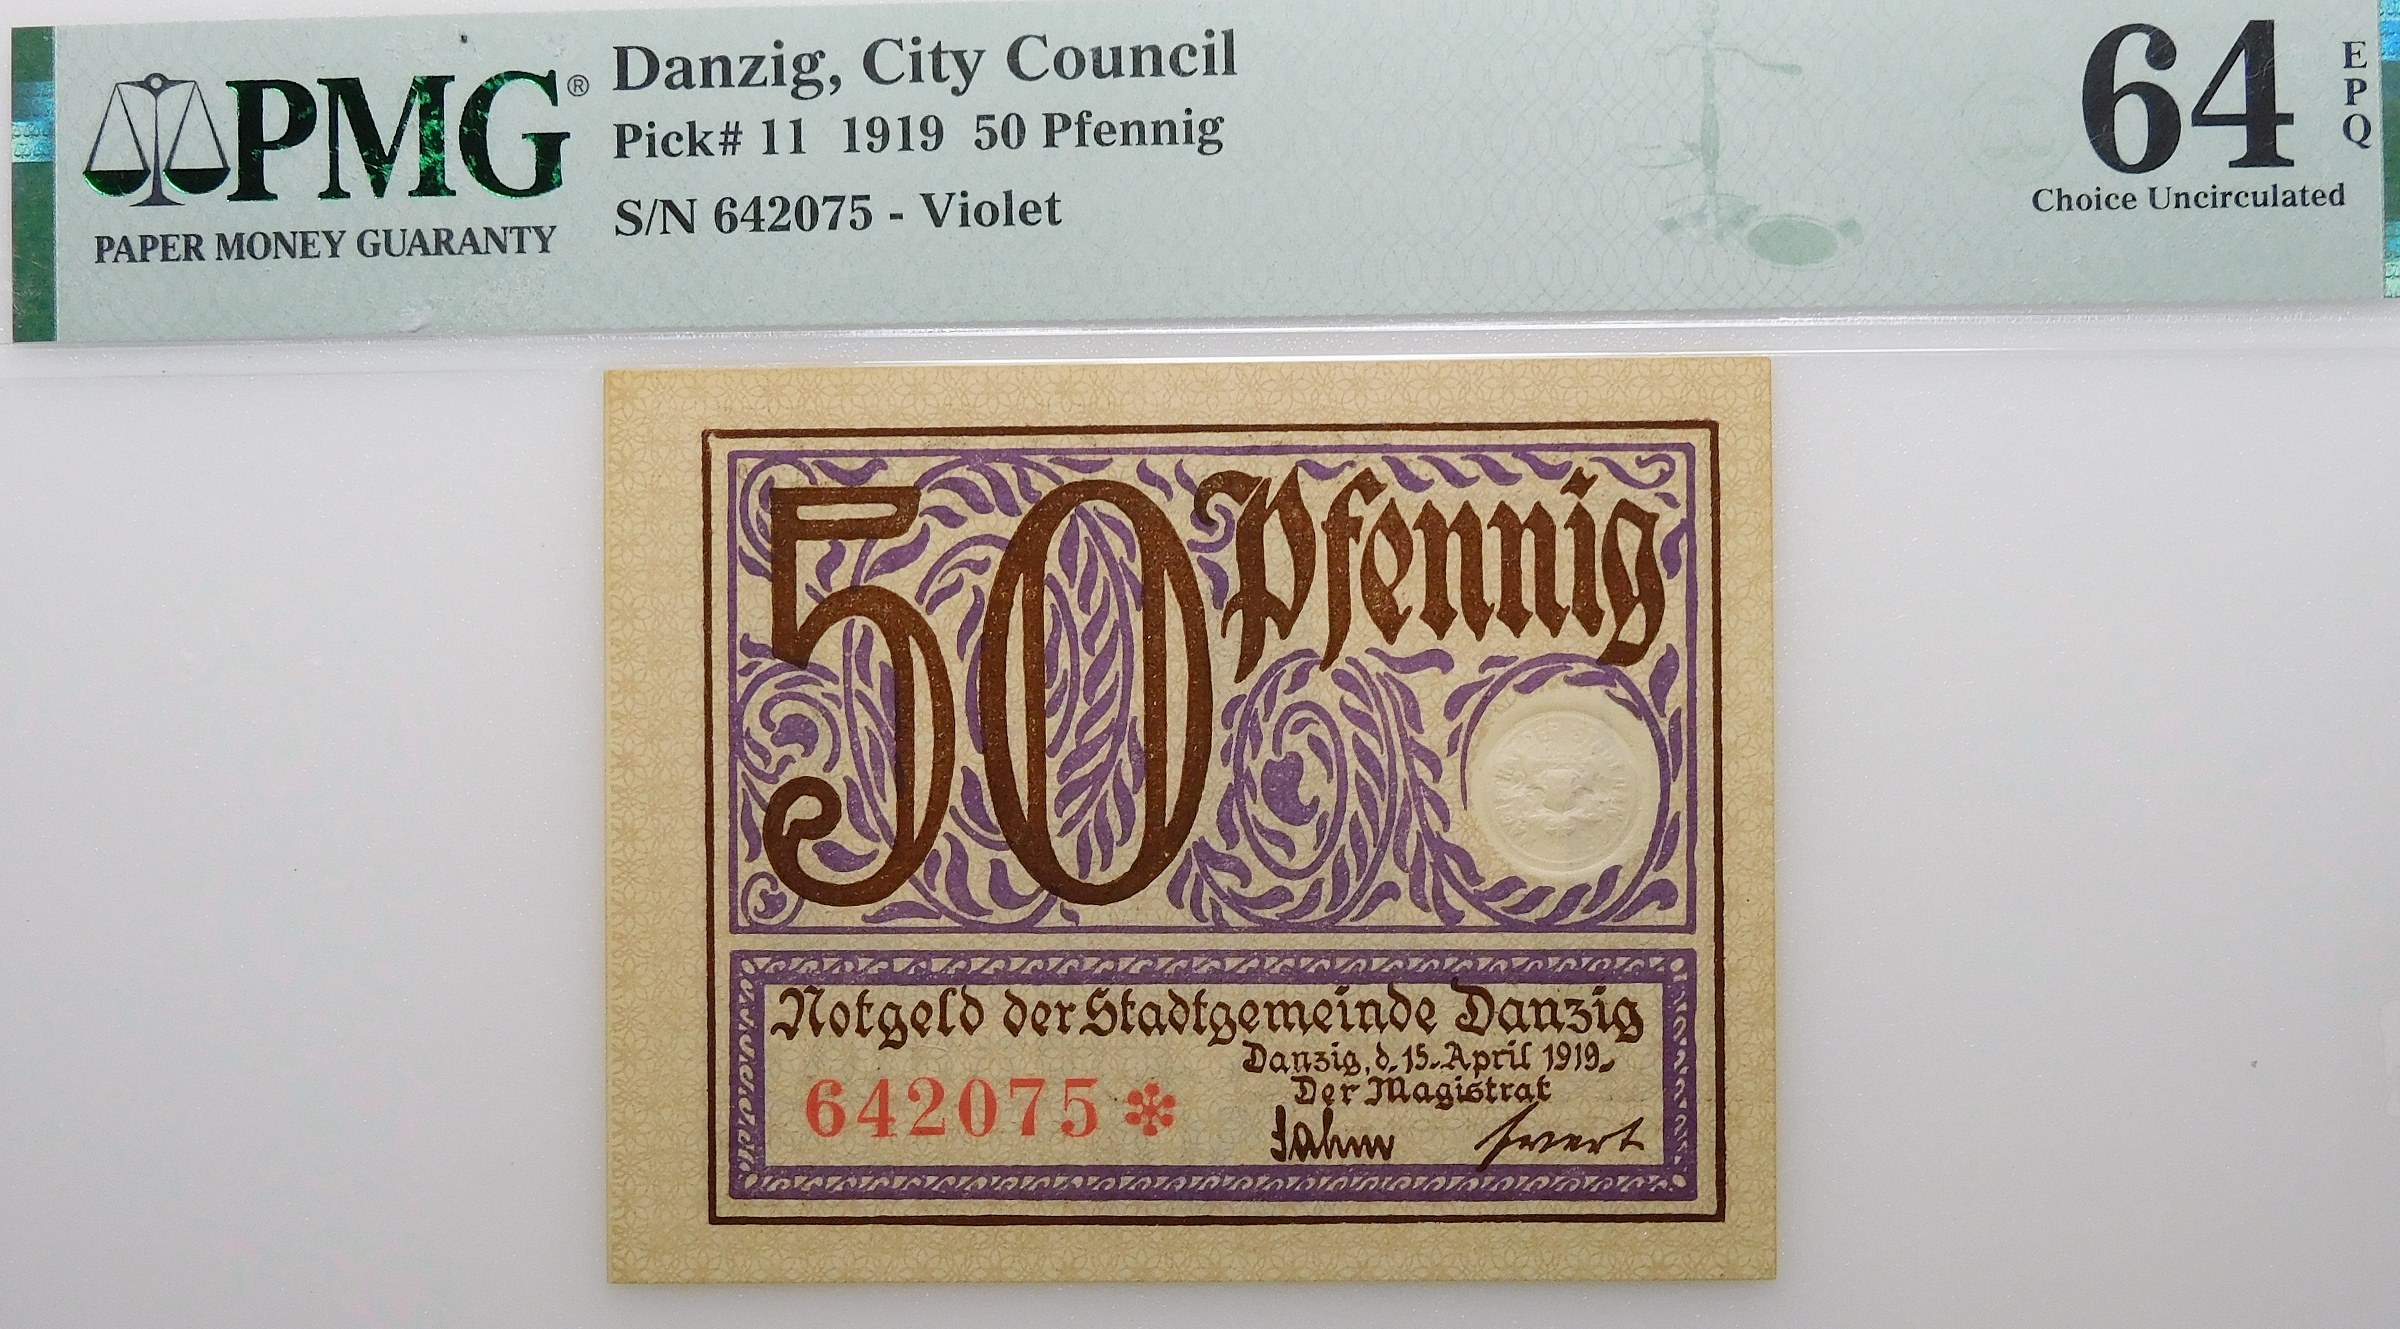 PMG®
PAPER MONEY GUARANTY
Danzig, City Council
Pick# 11 1919 50 Pfennig
S/N 642075 - Violet
64 EPQ
Choice Uncirculated
50 Pfennig
Notgeld der Stadtgemeinde Danzig
Danzig, d. 15. April 1919.
Der Magistrat
642075